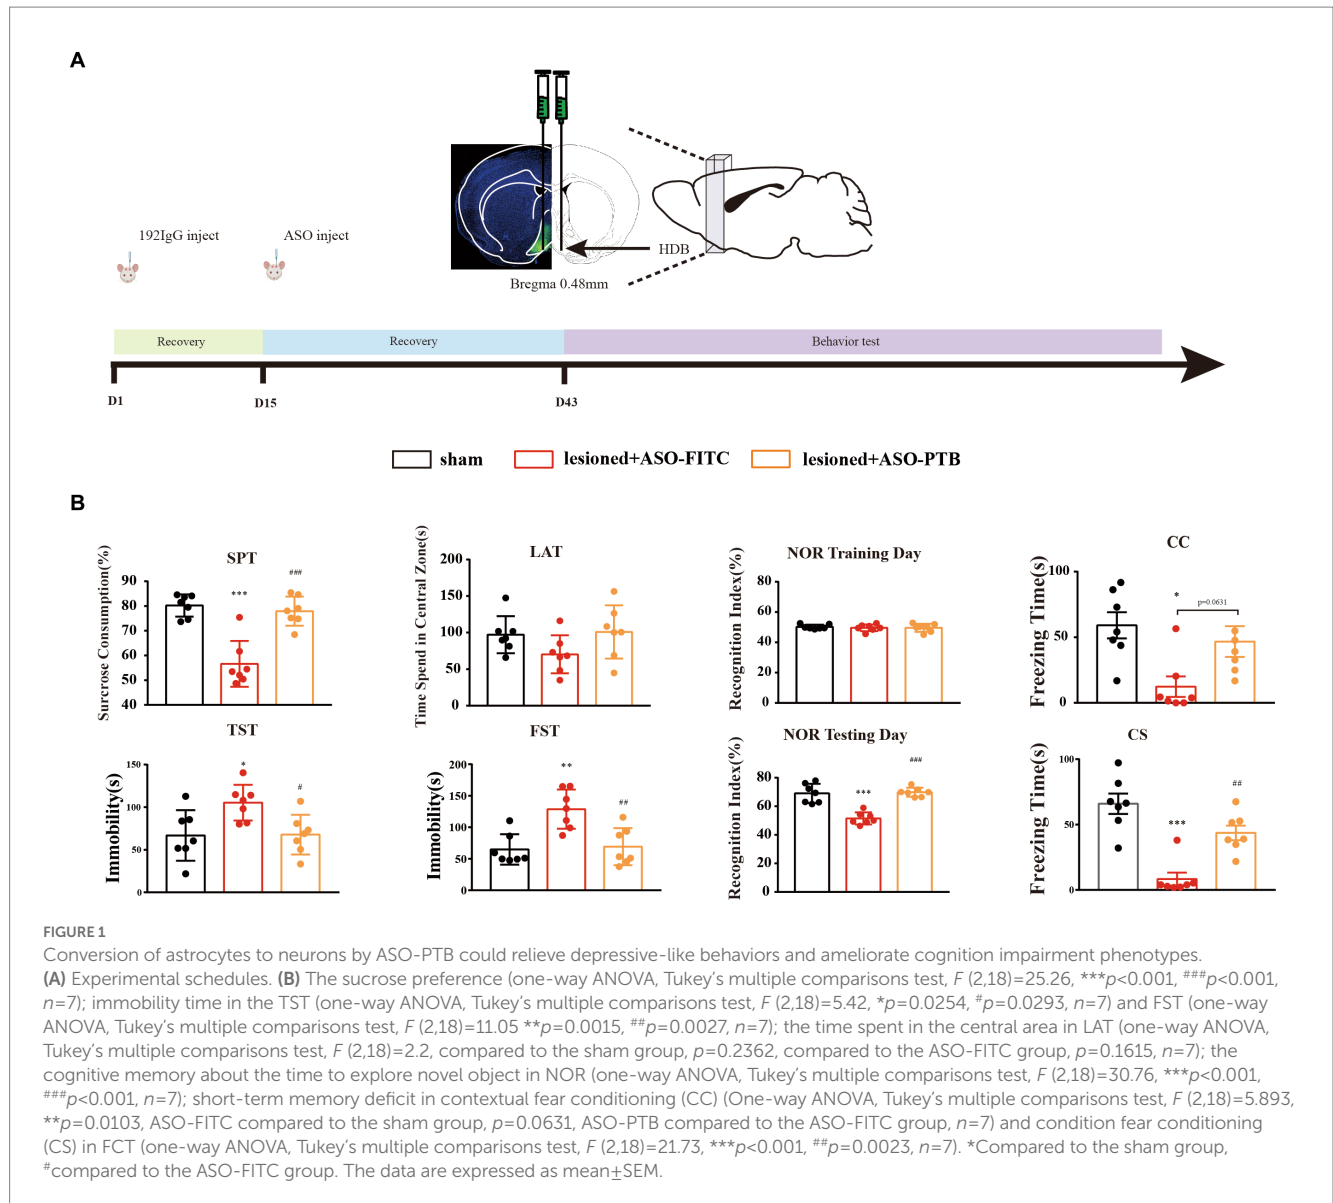 A
192IgG inject
ASO inject
HDB
Bregma 0.48mm
Recovery
Recovery
Behavior test
D1
D15
D43
sham
lesioned+ASO-FITC
lesioned+ASO-PTB
B
SPT
Surcrose Consumption(%)
90
80
70
60
50
40
***
###
LAT
Time Spend in Central Zone(s)
200
150
100
50
0
NOR Training Day
Recognition Index(%)
80
60
40
20
0
CC
Freezing Time(s)
100
50
0
*
p=0.0631
TST
Immobility(s)
150
100
50
0
*
#
FST
Immobility(s)
200
150
100
50
0
**
##
NOR Testing Day
Recognition Index(%)
80
60
40
20
0
***
###
CS
Freezing Time(s)
100
50
0
***
##
FIGURE 1
Conversion of astrocytes to neurons by ASO-PTB could relieve depressive-like behaviors and ameliorate cognition impairment phenotypes.
(A) Experimental schedules. (B) The sucrose preference (one-way ANOVA, Tukey's multiple comparisons test, F (2,18)=25.26, ***p<0.001, ###p<0.001,
n=7); immobility time in the TST (one-way ANOVA, Tukey's multiple comparisons test, F (2,18)=5.42, *p=0.0254, #p=0.0293, n=7) and FST (one-way
ANOVA, Tukey's multiple comparisons test, F (2,18)=11.05 **p=0.0015, ##p=0.0027, n=7); the time spent in the central area in LAT (one-way ANOVA,
Tukey's multiple comparisons test, F (2,18)=2.2, compared to the sham group, p=0.2362, compared to the ASO-FITC group, p=0.1615, n=7); the
cognitive memory about the time to explore novel object in NOR (one-way ANOVA, Tukey's multiple comparisons test, F (2,18)=30.76, ***p<0.001,
###p<0.001, n=7); short-term memory deficit in contextual fear conditioning (CC) (One-way ANOVA, Tukey's multiple comparisons test, F (2,18)=5.893,
**p=0.0103, ASO-FITC compared to the sham group, p=0.0631, ASO-PTB compared to the ASO-FITC group, n=7) and condition fear conditioning
(CS) in FCT (one-way ANOVA, Tukey's multiple comparisons test, F (2,18)=21.73, ***p<0.001, ##p=0.0023, n=7). *Compared to the sham group,
#compared to the ASO-FITC group. The data are expressed as mean±SEM.